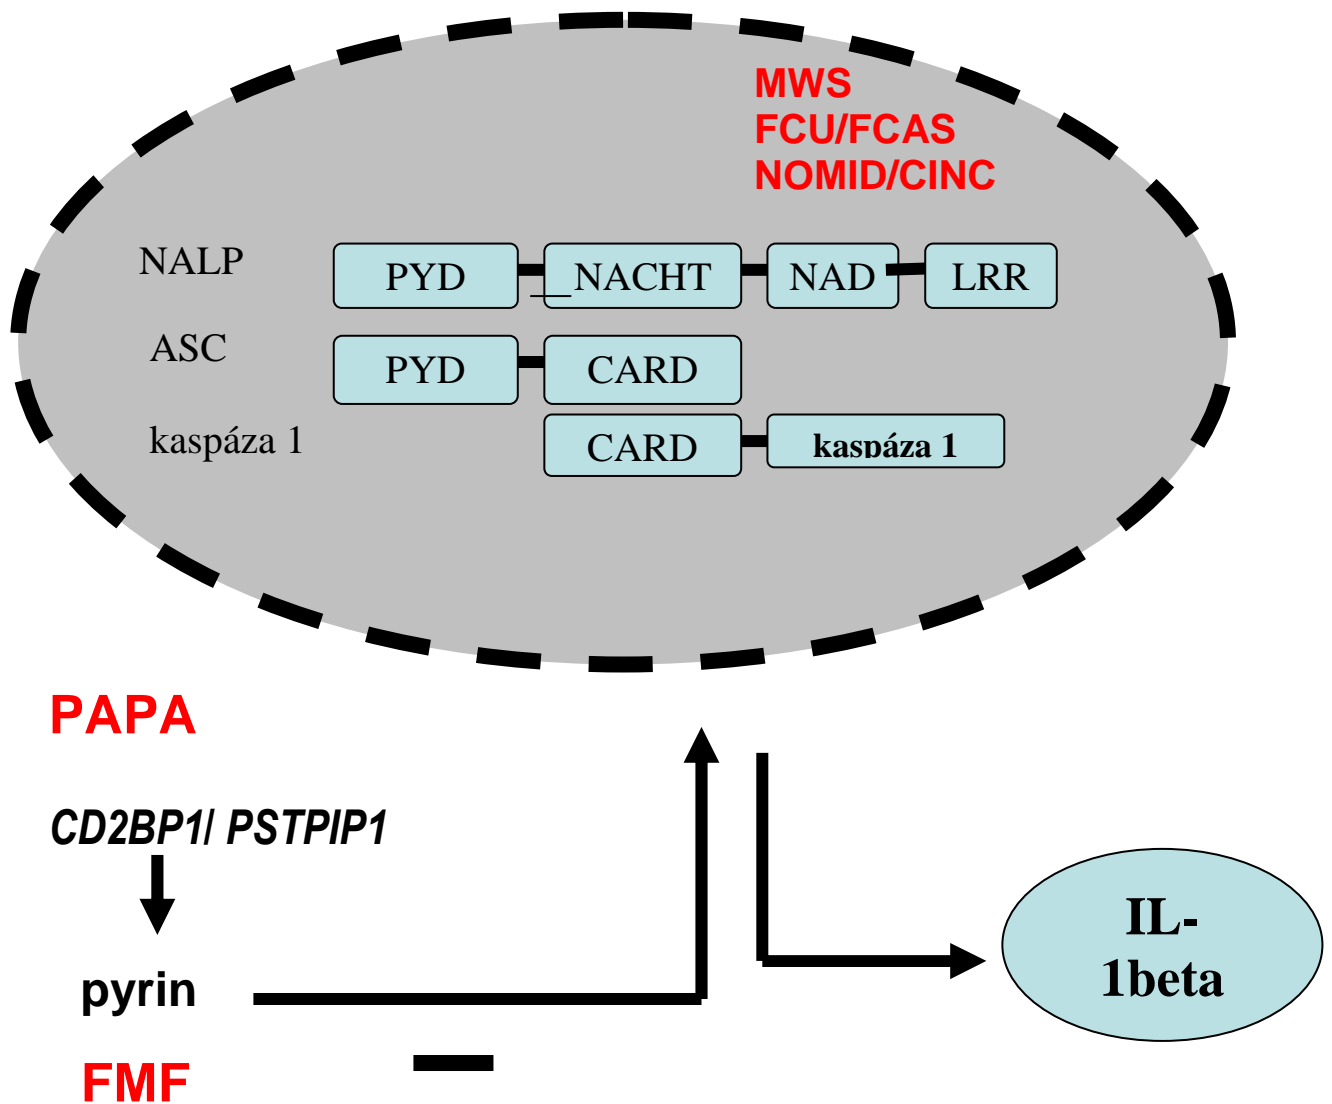 MWS
FCU/FCAS
NOMID/CINC
NALP PYD __NACHT NAD LRR
ASC PYD CARD
kaspáza 1 CARD kaspáza 1
PAPA
CD2BP1/ PSTPIP1
pyrin
FMF
IL-
1beta